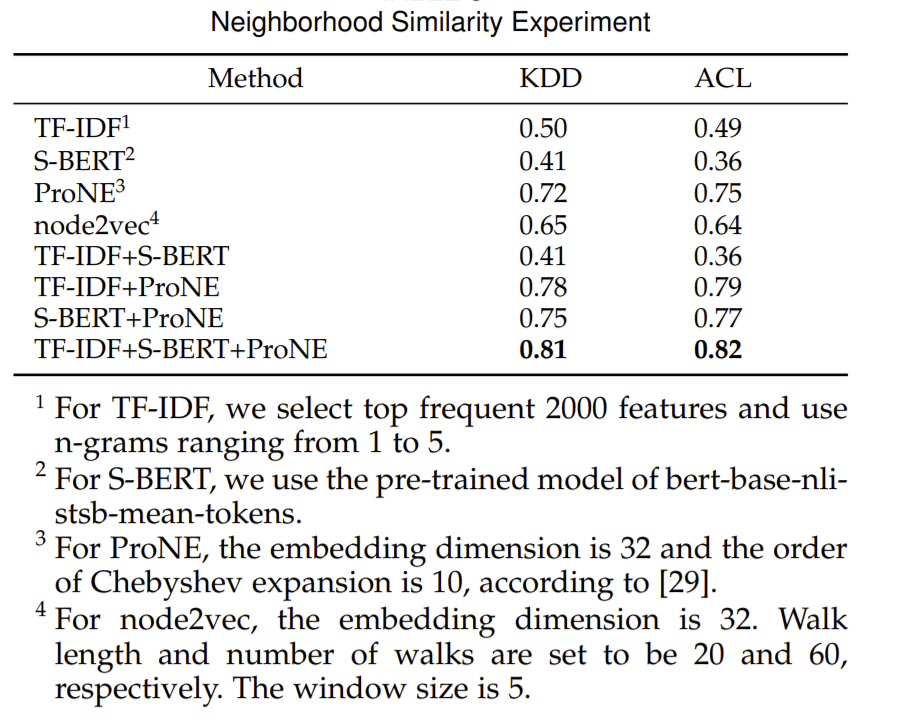 Neighborhood Similarity Experiment
Method KDD ACL
TF-IDF1 0.50 0.49
S-BERT2 0.41 0.36
ProNE3 0.72 0.75
node2vec4 0.65 0.64
TF-IDF+S-BERT 0.41 0.36
TF-IDF+ProNE 0.78 0.79
S-BERT+ProNE 0.75 0.77
TF-IDF+S-BERT+ProNE 0.81 0.82
1 For TF-IDF, we select top frequent 2000 features and use
n-grams ranging from 1 to 5.
2 For S-BERT, we use the pre-trained model of bert-base-nli-
stsb-mean-tokens.
3 For ProNE, the embedding dimension is 32 and the order
of Chebyshev expansion is 10, according to [29].
4 For node2vec, the embedding dimension is 32. Walk
length and number of walks are set to be 20 and 60,
respectively. The window size is 5.